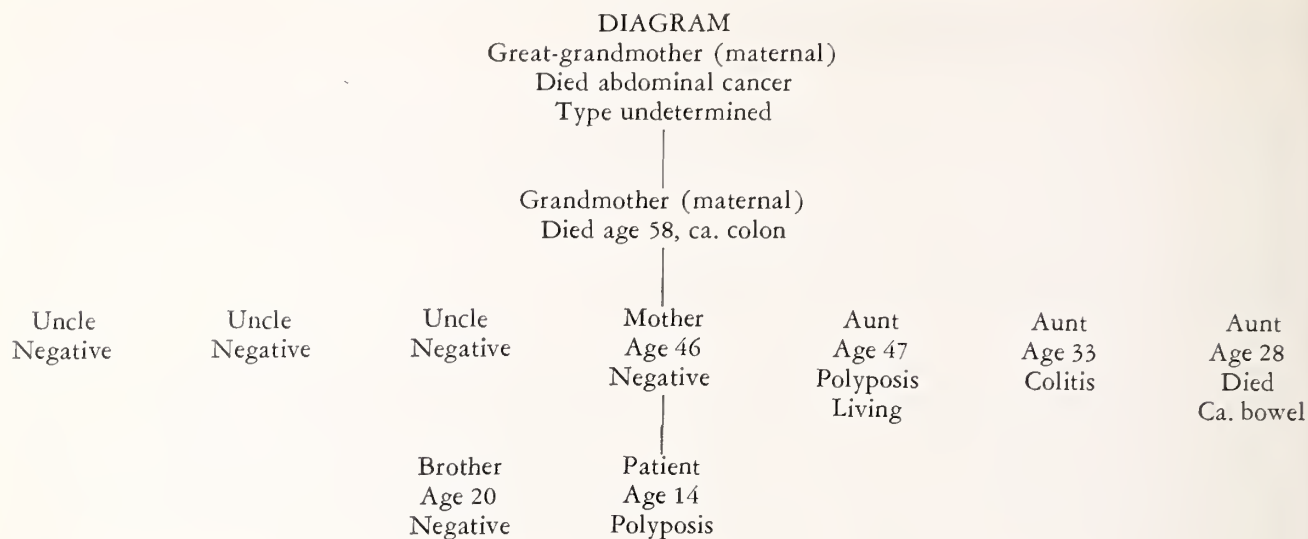 DIAGRAM
Great-grandmother (maternal)
Died abdominal cancer
Type undetermined
Grandmother (maternal)
Died age 58, ca. colon
Uncle
Negative
Uncle
Negative
Uncle
Negative
Mother
Age 46
Negative
Aunt
Age 47
Polyposis
Living
Aunt
Age 33
Colitis
Aunt
Age 28
Died
Ca. bowel
Brother
Age 20
Negative
Patient
Age 14
Polyposis